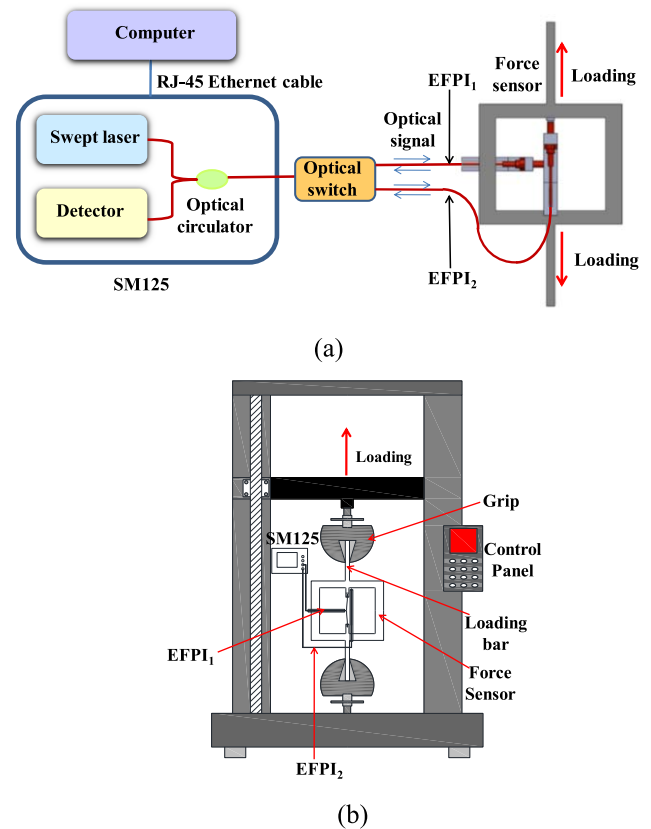 (a)
Computer
RJ-45 Ethernet cable
Swept laser
Detector
Optical
circulator
SM125
Optical
switch
Optical
signal
EFPI₁
EFPI₂
Force
sensor
Loading
Loading
(a)
Loading
Grip
SM125
Control
Panel
Loading
bar
EFPI₁
Force
Sensor
EFPI₂
(b)